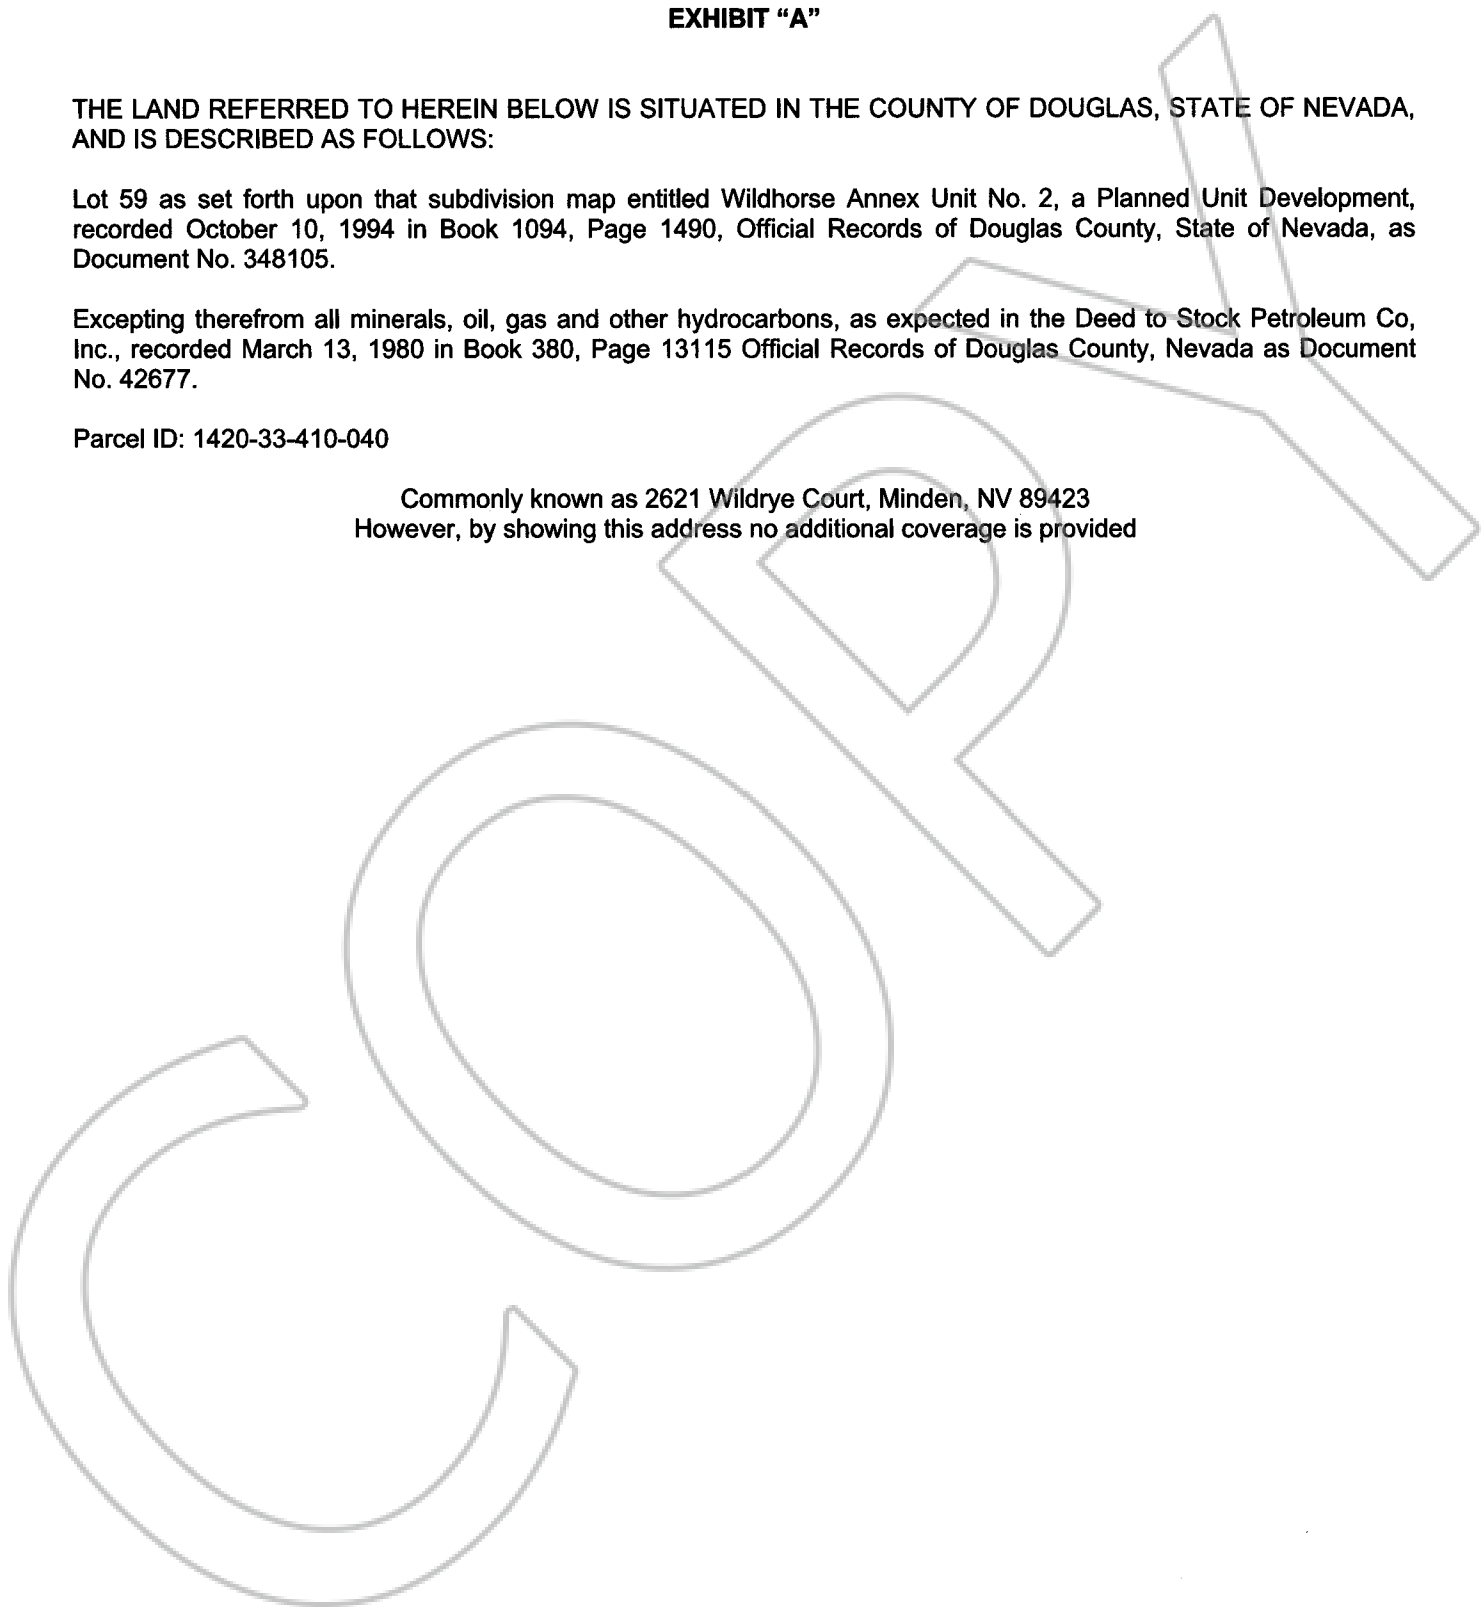 EXHIBIT “A”
THE LAND REFERRED TO HEREIN BELOW IS SITUATED IN THE COUNTY OF DOUGLAS, STATE OF NEVADA,
AND IS DESCRIBED AS FOLLOWS:
Lot 59 as set forth upon that subdivision map entitled Wildhorse Annex Unit No. 2, a Planned Unit Development,
recorded October 10, 1994 in Book 1094, Page 1490, Official Records of Douglas County, State of Nevada, as
Document No. 348105.
Excepting therefrom all minerals, oil, gas and other hydrocarbons, as expected in the Deed to Stock Petroleum Co,
Inc., recorded March 13, 1980 in Book 380, Page 13115 Official Records of Douglas County, Nevada as Document
No. 42677.
Parcel ID: 1420-33-410-040
Commonly known as 2621 Wildrye Court, Minden, NV 89423
However, by showing this address no additional coverage is provided
COPY